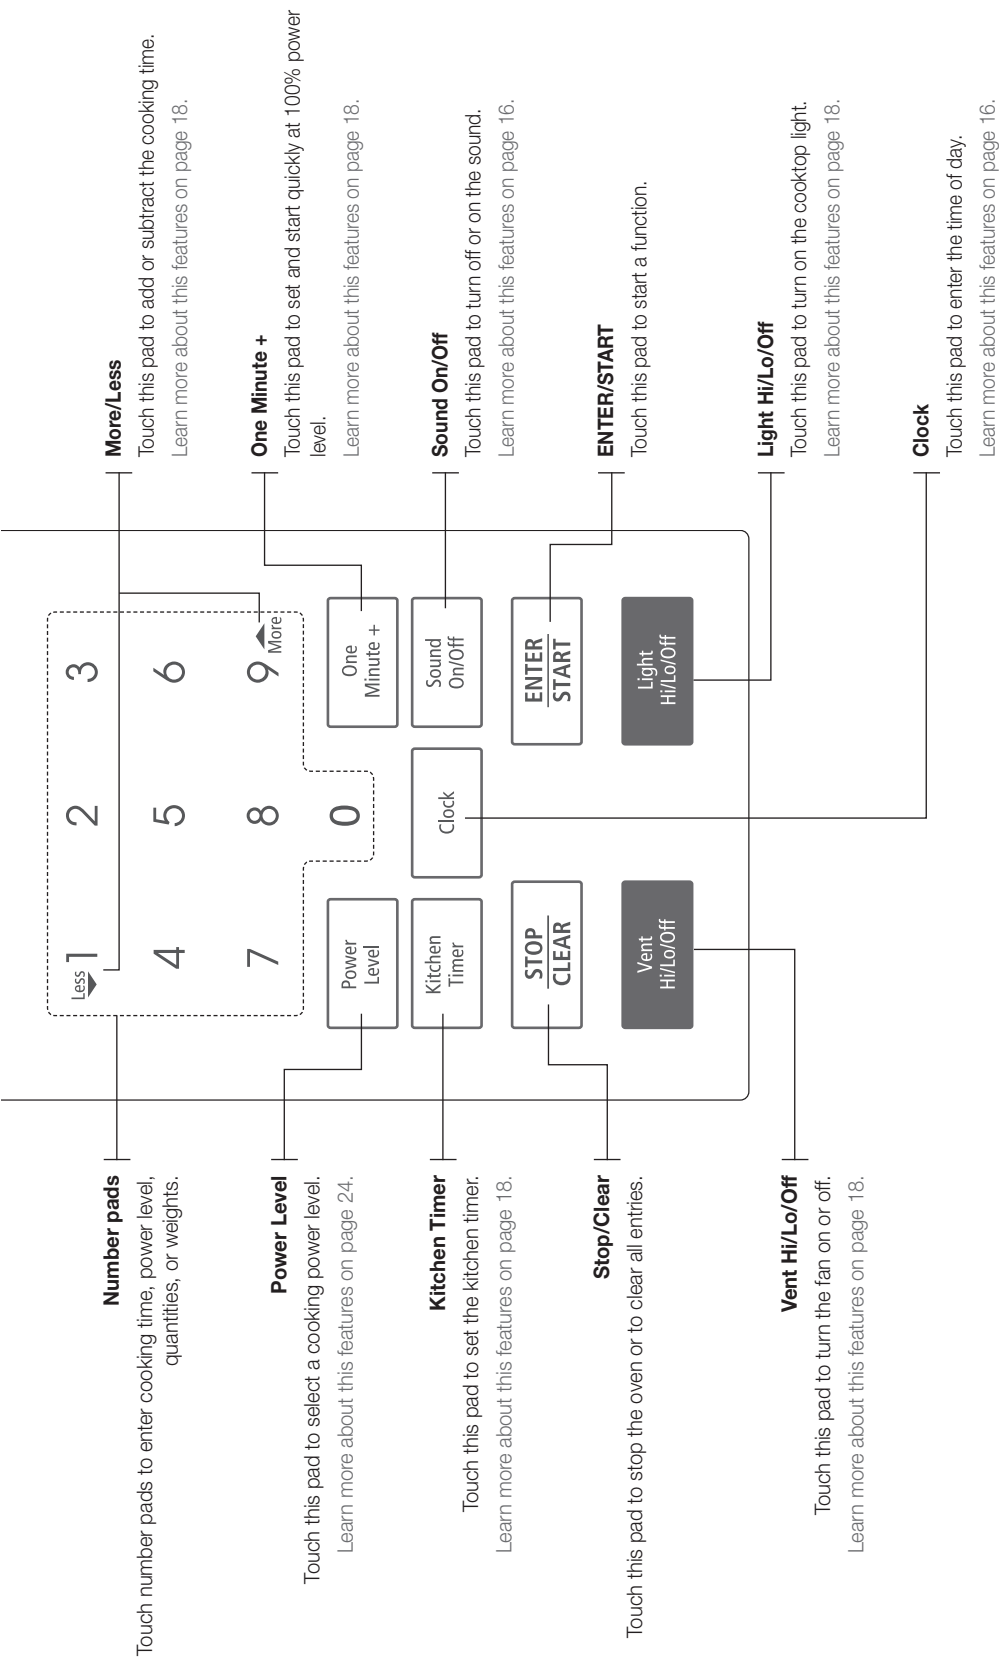 Number pads
Touch number pads to enter cooking time, power level,
quantities, or weights.
Power Level
Touch this pad to select a cooking power level.
Learn more about this features on page 24.
Kitchen Timer
Touch this pad to set the kitchen timer.
Learn more about this features on page 18.
Stop/Clear
Touch this pad to stop the oven or to clear all entries.
Vent Hi/Lo/Off
Touch this pad to turn the fan on or off.
Learn more about this features on page 18.
Less
1 2 3
4 5 6
7 8 9
More
0
Power
Level
One
Minute +
Kitchen
Timer
Clock
Sound
On/Off
STOP
CLEAR
ENTER
START
Vent
Hi/Lo/Off
Light
Hi/Lo/Off
More/Less
Touch this pad to add or subtract the cooking time.
Learn more about this features on page 18.
One Minute +
Touch this pad to set and start quickly at 100% power
level.
Learn more about this features on page 18.
Sound On/Off
Touch this pad to turn off or on the sound.
Learn more about this features on page 16.
ENTER/START
Touch this pad to start a function.
Light Hi/Lo/Off
Touch this pad to turn on the cooktop light.
Learn more about this features on page 18.
Clock
Touch this pad to enter the time of day.
Learn more about this features on page 16.